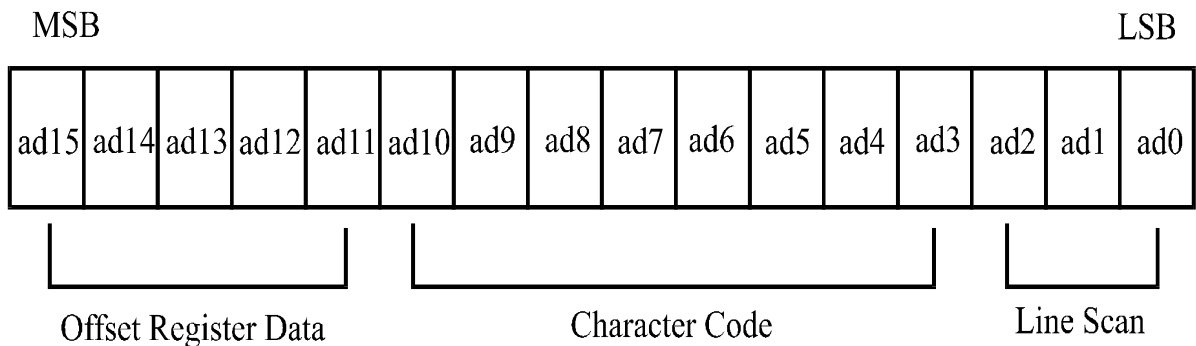 MSB LSB
ad15 ad14 ad13 ad12 ad11 ad10 ad9 ad8 ad7 ad6 ad5 ad4 ad3 ad2 ad1 ad0
Offset Register Data Character Code Line Scan